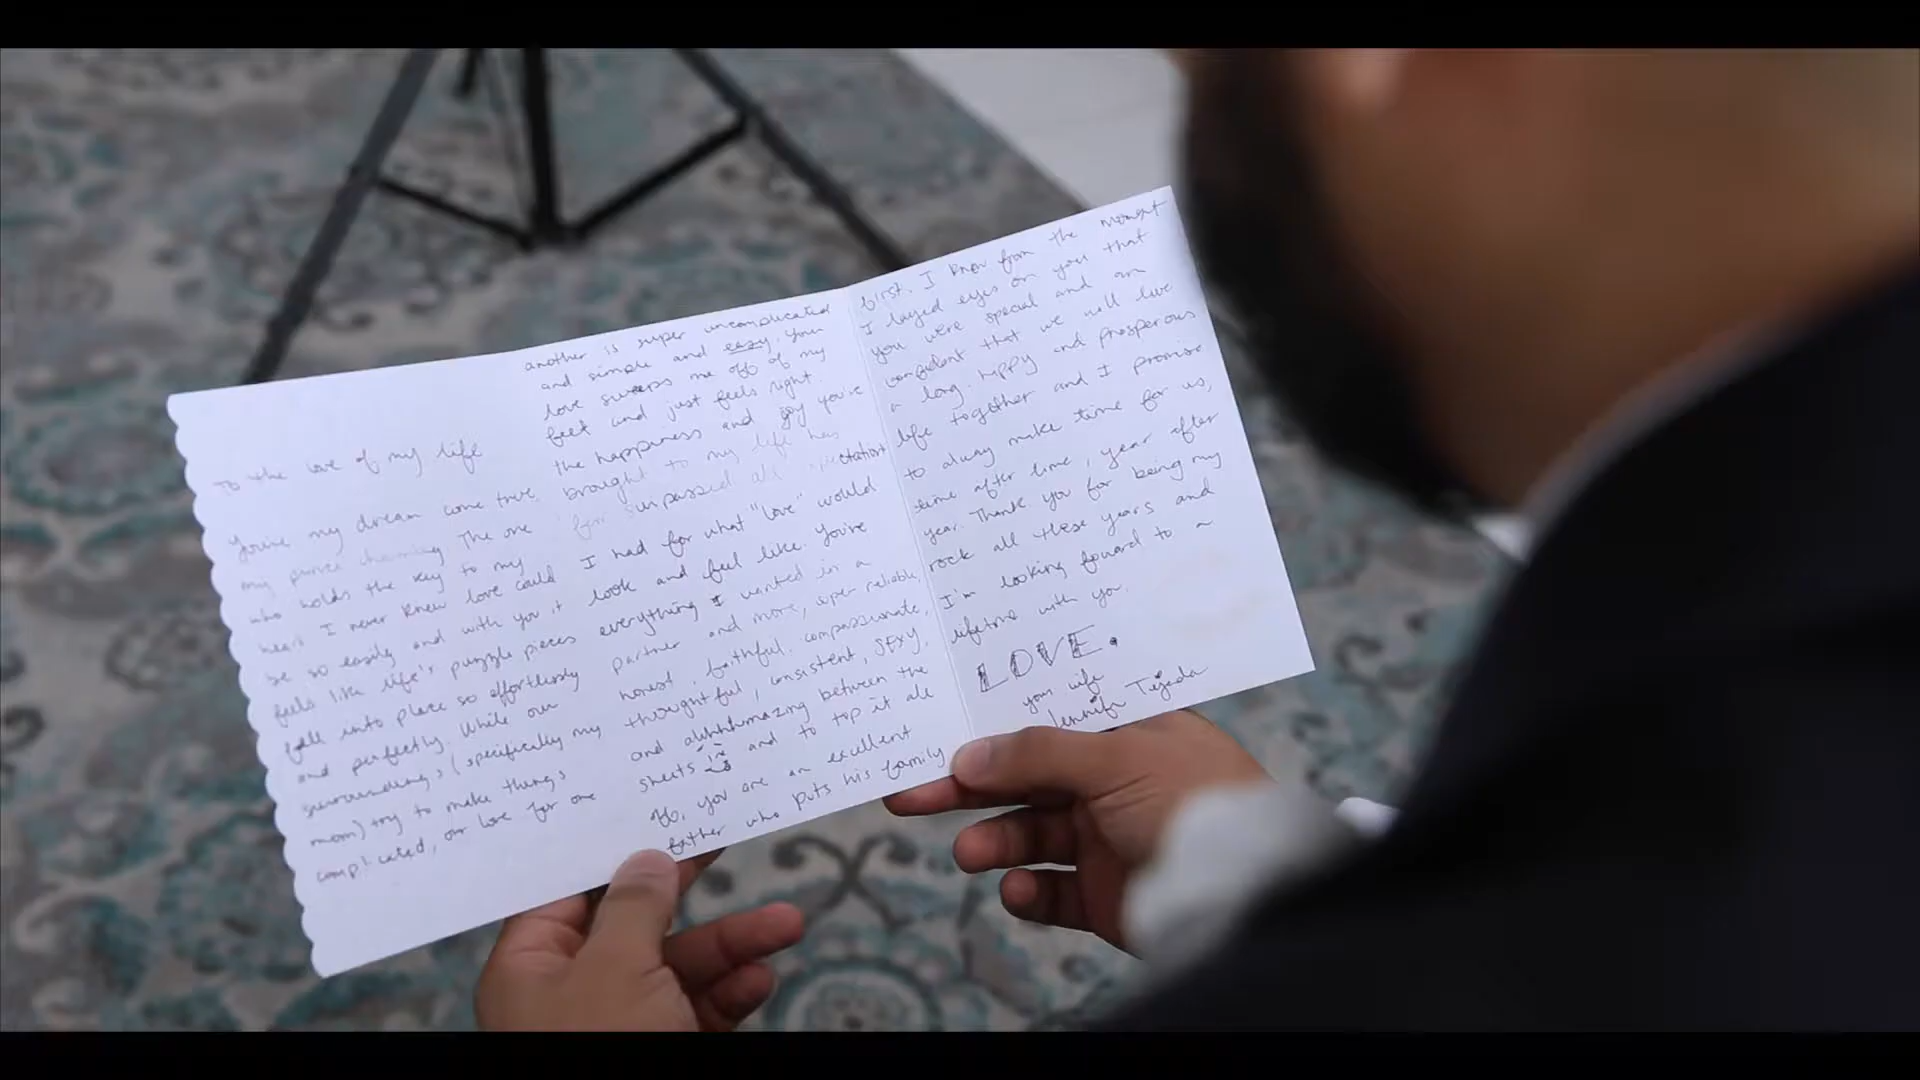 To the love of my life
You're my dream come true,
my prince charming. The one
who holds the key to my
heart. I never knew love could
be so easily and with you it
feels like life's puzzle pieces
fall into place so effortlessly
and perfectly. While our
surroundings (specifically my
mom) try to make things
complicated, our love for one
another is super uncomplicated
and simple and easy. Your
love sweeps me off of my
feet and just feels right.
the happiness and joy you've
brought to my life has
far surpassed all expectation
I had for what "love" would
look and feel like. You're
everything I wanted in a
partner and more, super reliable,
honest, faithful, compassionate,
thoughtful, consistent, sexy,
and ahhhmazing between the
sheets and to top it all
off, you are an excellent
father who puts his family
first. I knew from the moment
I layed eyes on you that
you were special and am
confident that we will live
a long, happy and prosperous
life together and I promise
to alway make time for us,
time after time, year after
year. Thank you for being my
rock all these years and
I'm looking foward to a
lifetime with you.
LOVE.
your wife
Jennifer Tejada